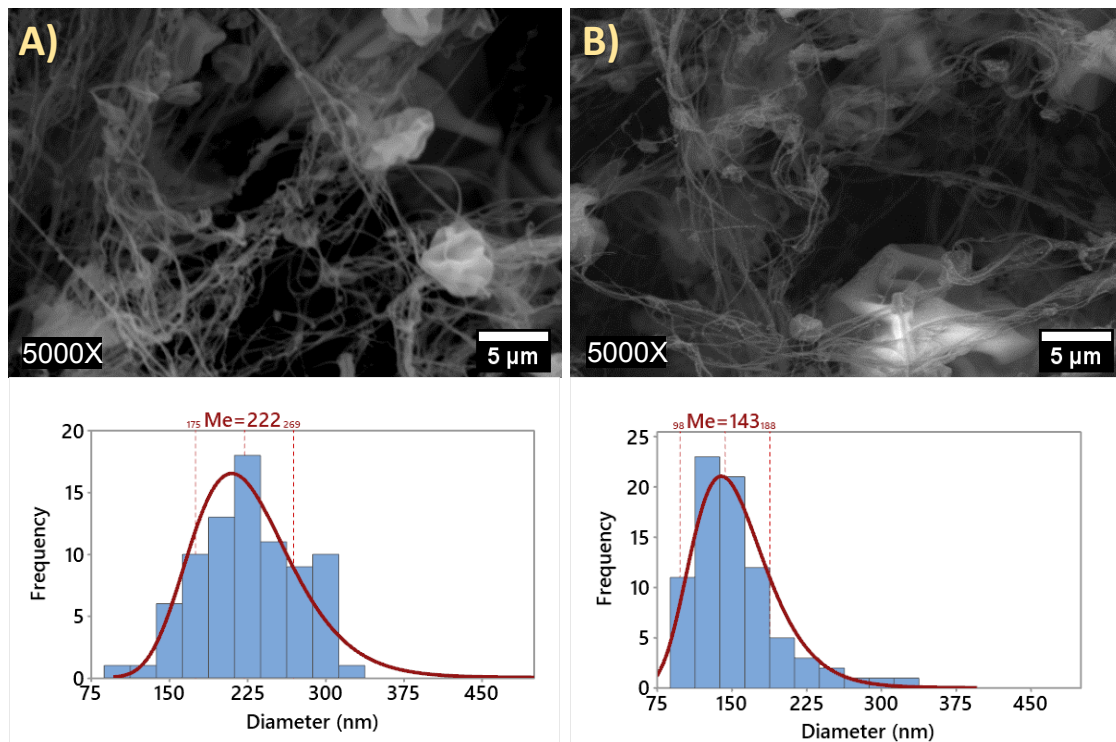 A)
5000X
5 µm
B)
5000X
5 µm
175 Me=222 269
20
15
10
5
0
Frequency
75 150 225 300 375 450
Diameter (nm)
98 Me=143 188
25
20
15
10
5
0
Frequency
75 150 225 300 375 450
Diameter (nm)